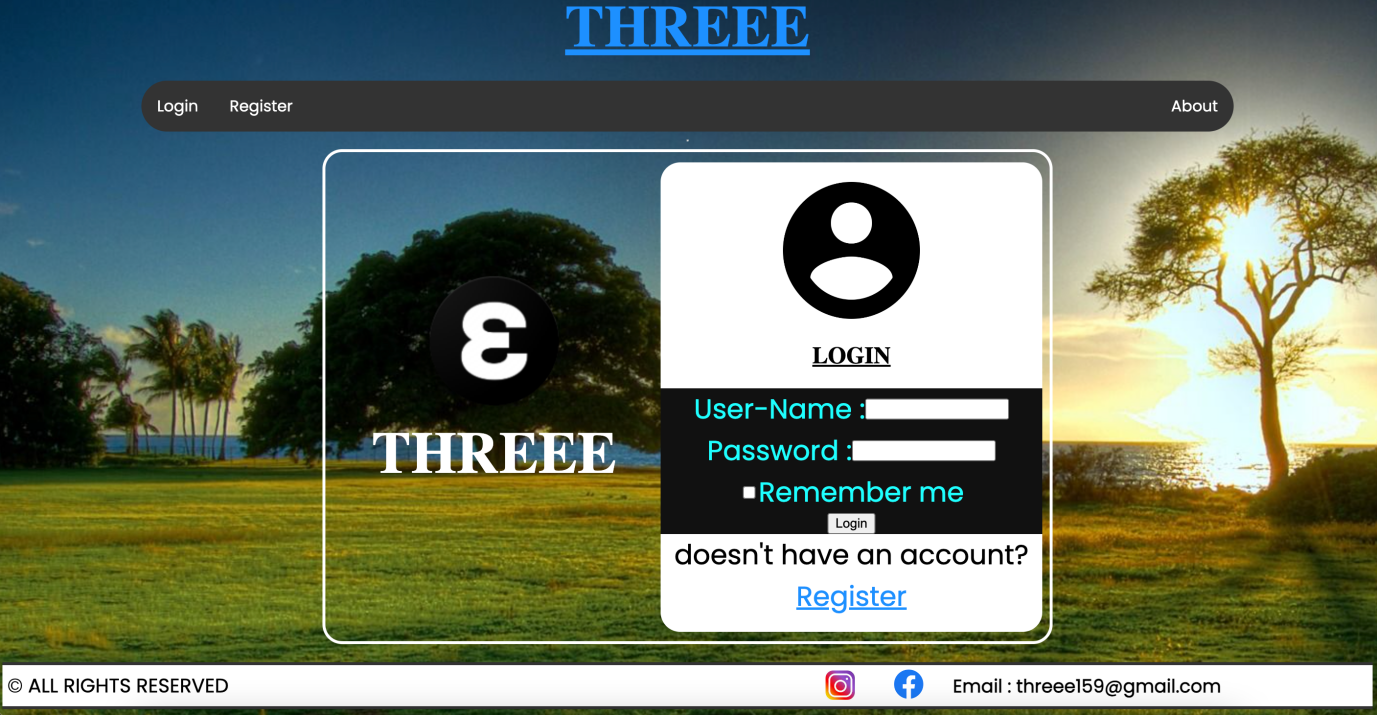 THREEE
Login Register About
LOGIN
User-Name :
Password :
Remember me
Login
doesn't have an account?
Register
ε
THREEE
© ALL RIGHTS RESERVED Email : threee159@gmail.com